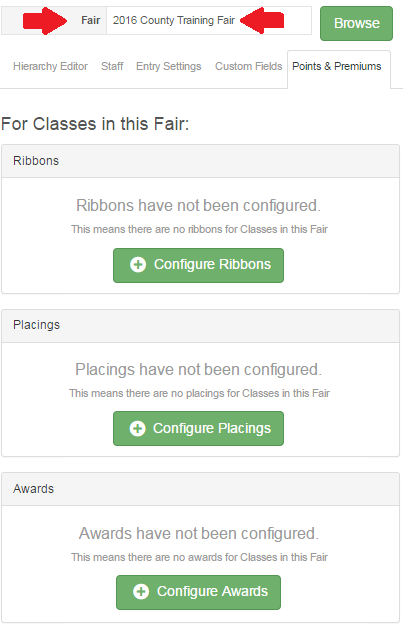 Fair 2016 County Training Fair Browse
Hierarchy Editor Staff Entry Settings Custom Fields Points & Premiums
For Classes in this Fair:
Ribbons
Ribbons have not been configured.
This means there are no ribbons for Classes in this Fair
Configure Ribbons
Placings
Placings have not been configured.
This means there are no placings for Classes in this Fair
Configure Placings
Awards
Awards have not been configured.
This means there are no awards for Classes in this Fair
Configure Awards